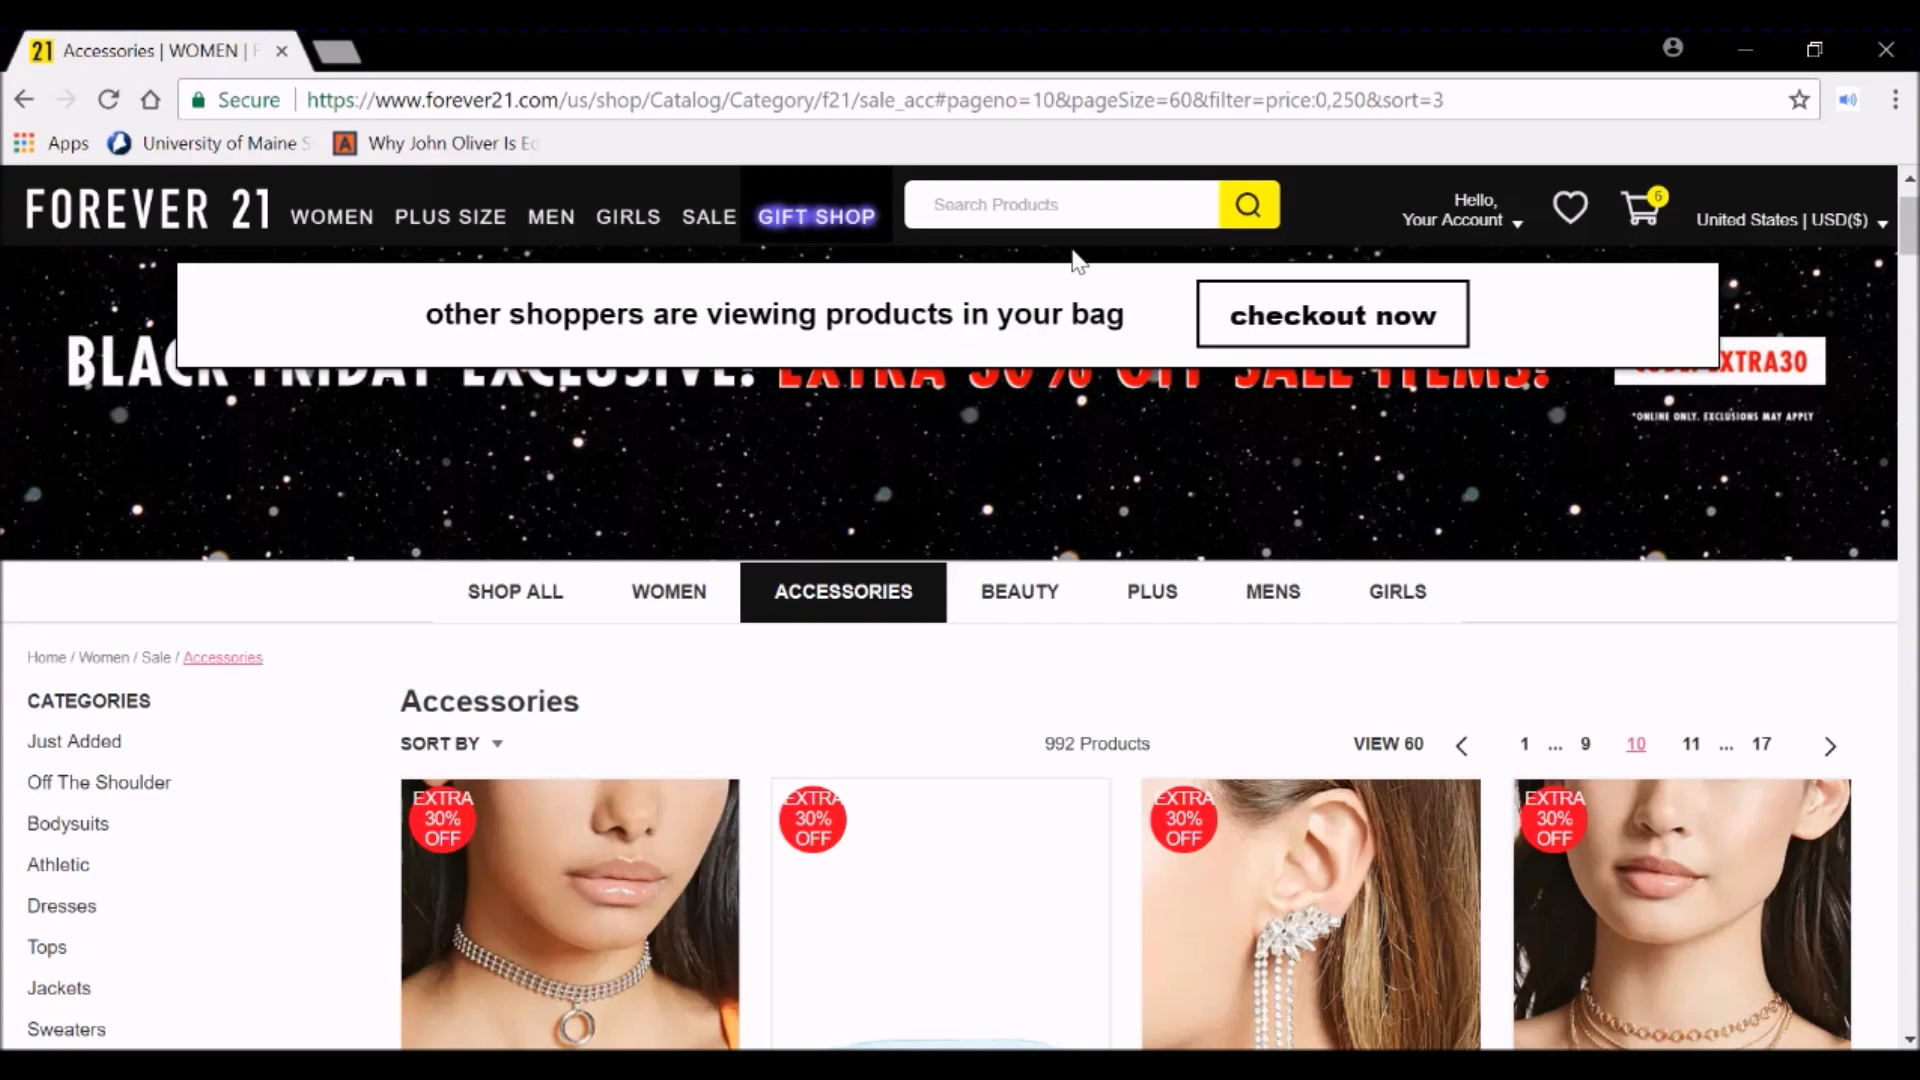 21 Accessories | WOMEN | F
Secure https://www.forever21.com/us/shop/Catalog/Category/f21/sale_acc#pageno=10&pageSize=60&filter=price:0,250&sort=3
Apps University of Maine S Why John Oliver Is Ed
FOREVER 21 WOMEN PLUS SIZE MEN GIRLS SALE GIFT SHOP Search Products
Hello,
Your Account 6 United States | USD($)
other shoppers are viewing products in your bag checkout now
BLACK FRIDAY EXCLUSIVE: EXTRA 30% OFF SALE ITEMS! EXTRA30
*ONLINE ONLY. EXCLUSIONS MAY APPLY
SHOP ALL WOMEN ACCESSORIES BEAUTY PLUS MENS GIRLS
Home / Women / Sale / Accessories
CATEGORIES
Just Added
Off The Shoulder
Bodysuits
Athletic
Dresses
Tops
Jackets
Sweaters
Accessories
SORT BY 992 Products VIEW 60 1 ... 9 10 11 ... 17
EXTRA
30%
OFF
EXTRA
30%
OFF
EXTRA
30%
OFF
EXTRA
30%
OFF